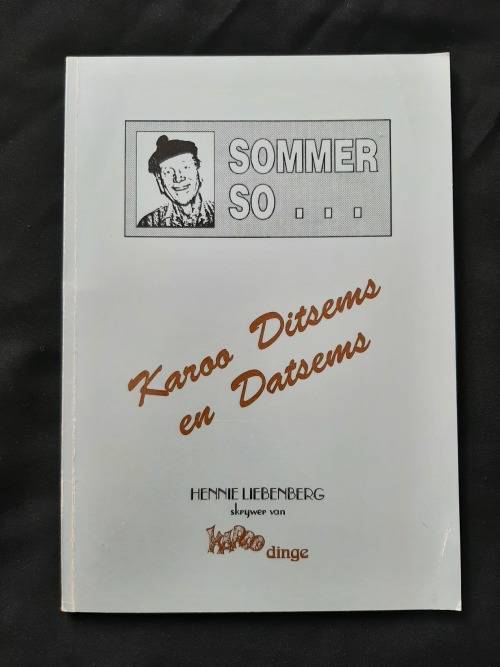 SOMMER
SO . . .
Karoo Ditsems
en Datsems
HENNIE LIEBENBERG
skrywer van
Karoo dinge